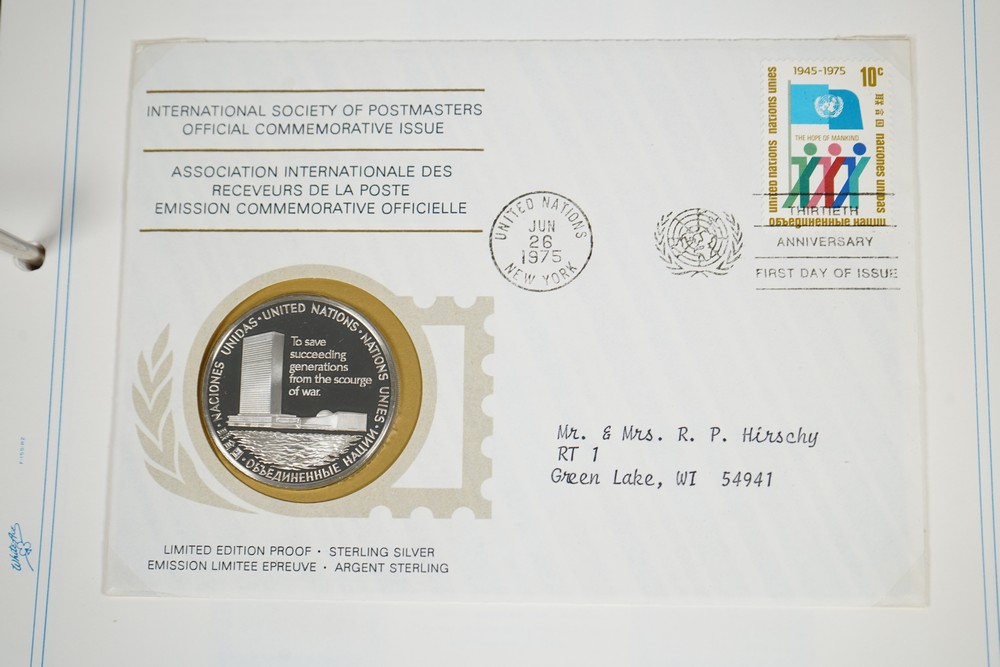 INTERNATIONAL SOCIETY OF POSTMASTERS
OFFICIAL COMMEMORATIVE ISSUE
ASSOCIATION INTERNATIONALE DES
RECEVEURS DE LA POSTE
EMISSION COMMEMORATIVE OFFICIELLE
1945-1975 10c
united nations nations unies
THE HOPE OF MANKIND
naciones unidas
объединенные нации
UNITED NATIONS
JUN
26
1975
NEW YORK
THIRTIETH
ANNIVERSARY
FIRST DAY OF ISSUE
NACIONES UNIDAS · UNITED NATIONS · NATIONS UNIES ·
· ОБЪЕДИНЕННЫЕ НАЦИИ ·
To save
succeeding
generations
from the scourge
of war.
Mr. & Mrs. R. P. Hirschy
RT 1
Green Lake, WI 54941
LIMITED EDITION PROOF · STERLING SILVER
EMISSION LIMITEE EPREUVE · ARGENT STERLING